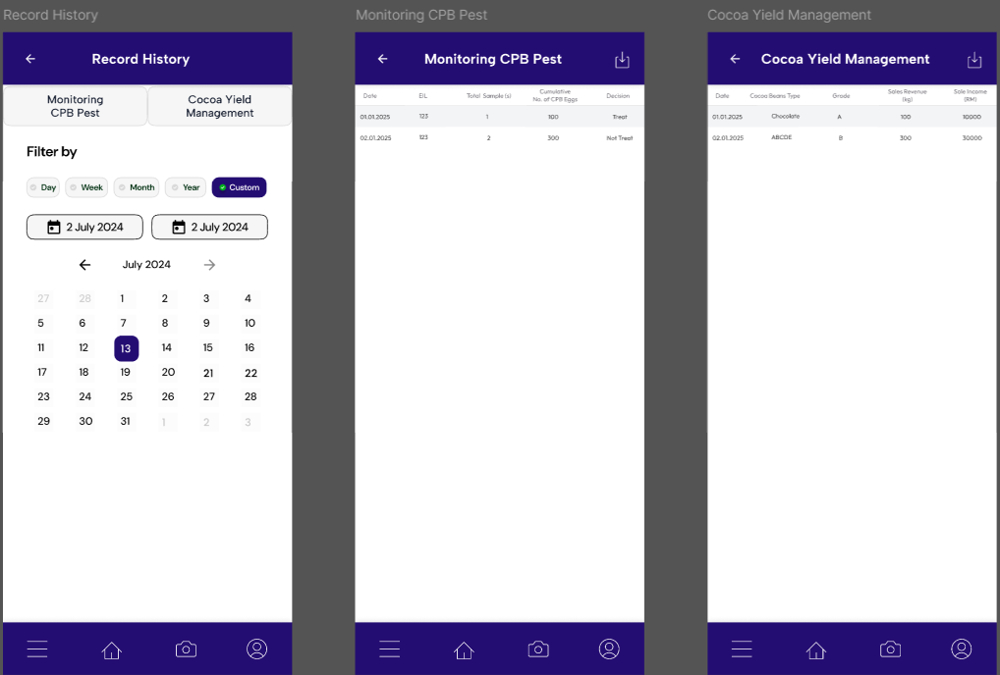 Record History
Record History
Monitoring
CPB Pest
Cocoa Yield
Management
Filter by
Day Week Month Year Custom
2 July 2024 2 July 2024
July 2024
27 28 1 2 3 4
5 6 7 8 9 10
11 12 13 14 15 16
17 18 19 20 21 22
23 24 25 26 27 28
29 30 31 1 2 3
Monitoring CPB Pest
Monitoring CPB Pest
Date EIL Total Sample (s) Cumulative No. of CPB Eggs Decision
01.01.2025 123 1 100 Treat
02.01.2025 123 2 300 Not Treat
Cocoa Yield Management
Cocoa Yield Management
Date Cocoa Beans Type Grade Sales Revenue (kg) Sale Income (RM)
01.01.2025 Chocolate A 100 10000
02.01.2025 ABCDE B 300 30000